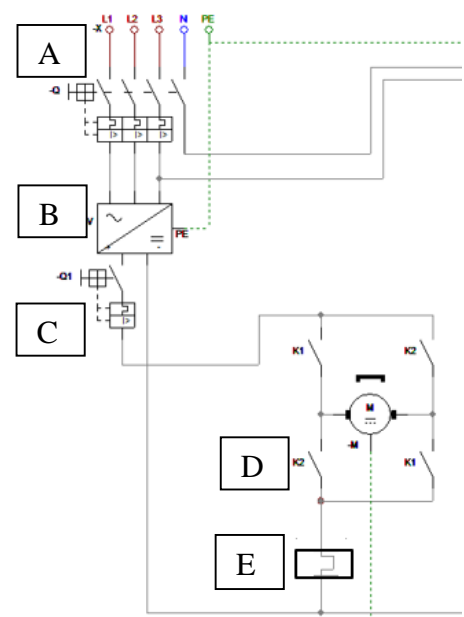 L1 L2 L3 N PE
-X
A
-Q
I> I> I>
B
V
PE
-Q1
I>
C
K1 K2
M
-M
D
K2 K1
E